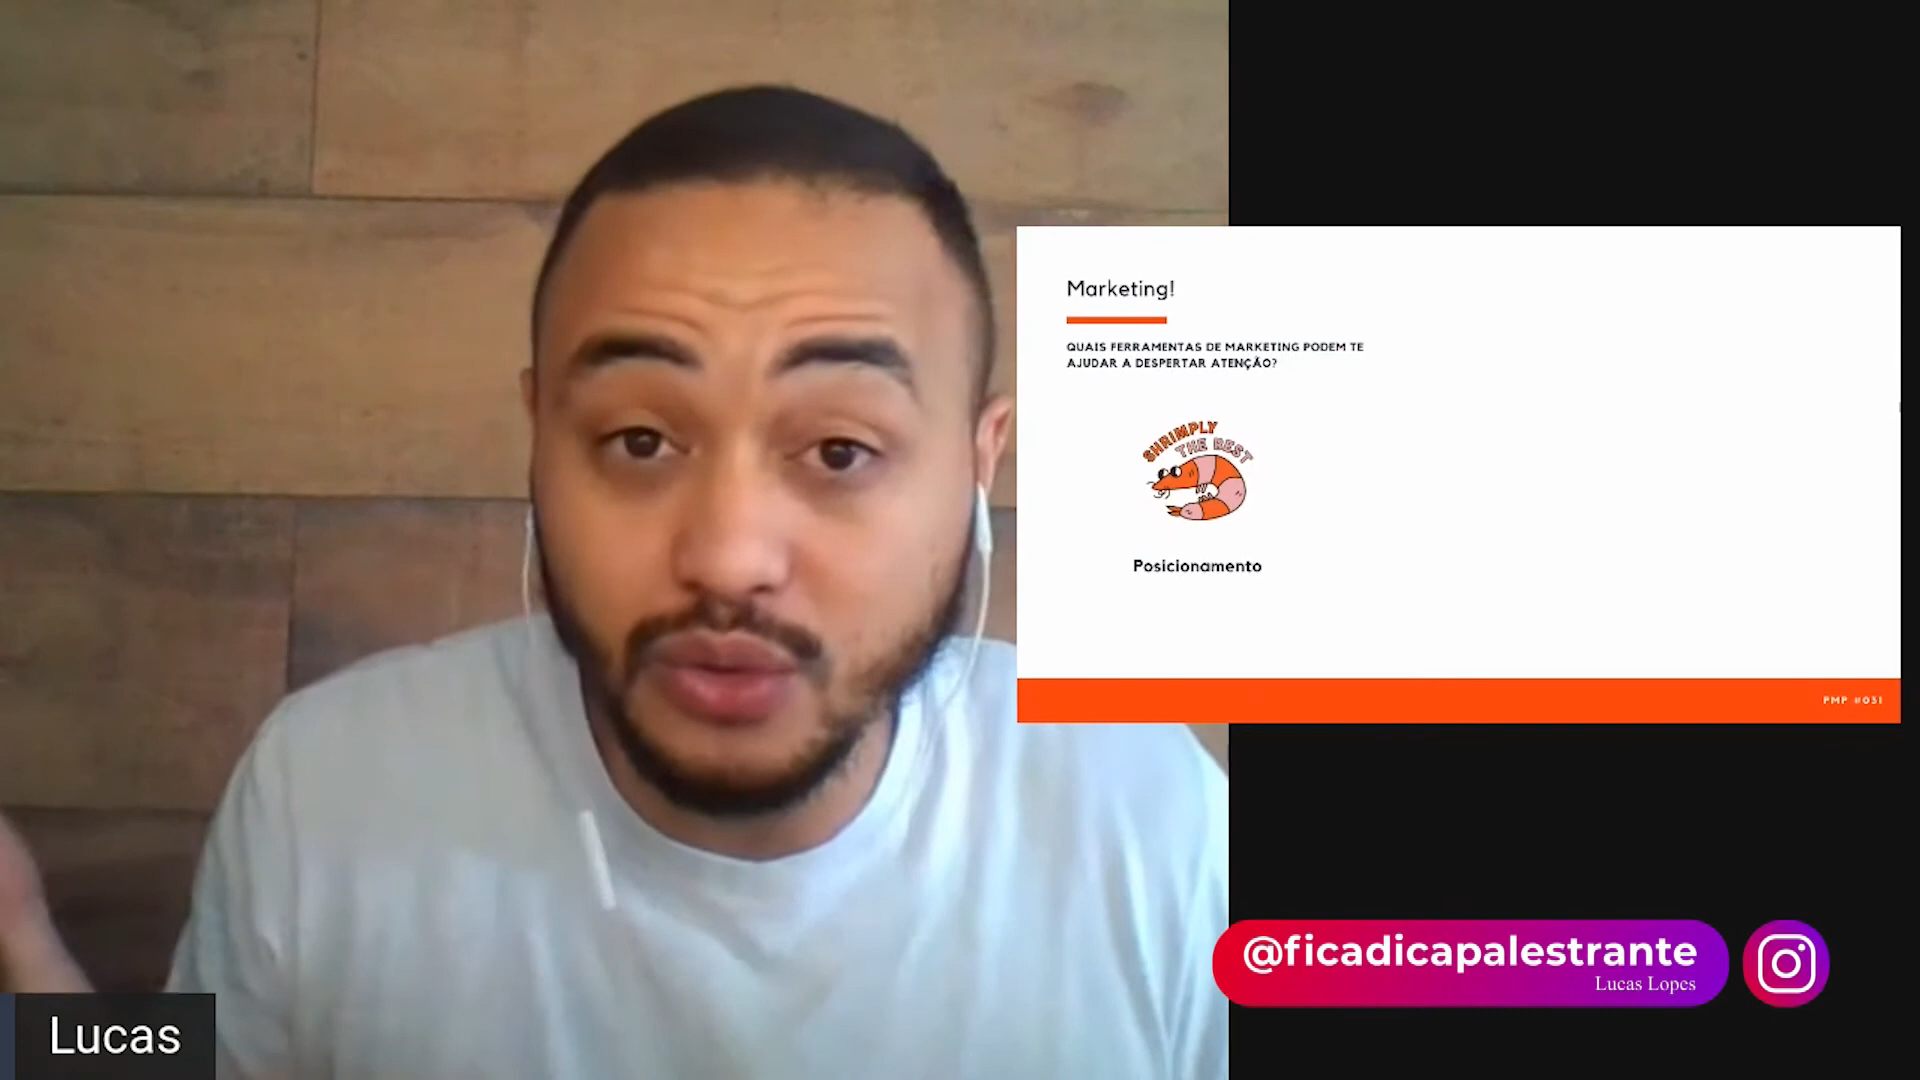 Marketing!
QUAIS FERRAMENTAS DE MARKETING PODEM TE
AJUDAR A DESPERTAR ATENÇÃO?
SHRIMPLY
THE BEST
Posicionamento
PMP #031
@ficadicapalestrante
Lucas Lopes
Lucas